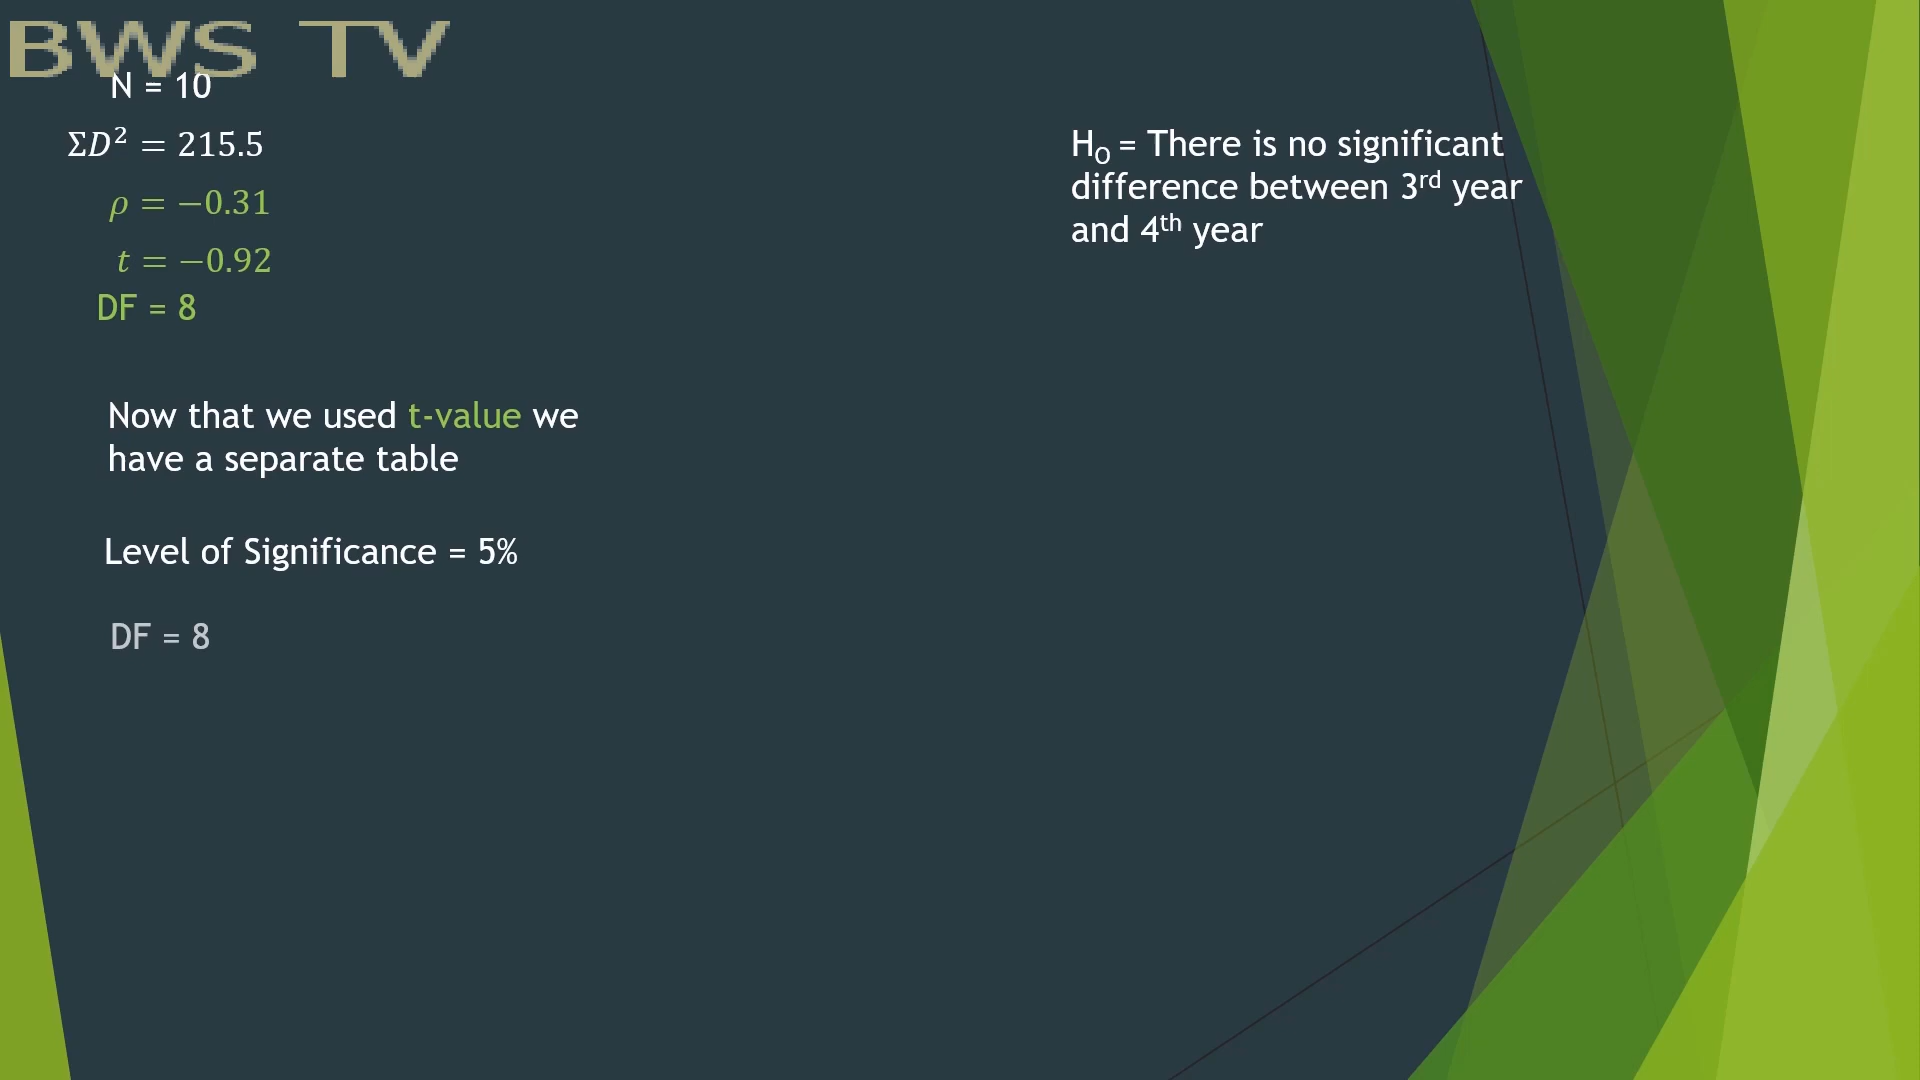 BWS TV
N = 10
Σ𝐷² = 215.5
𝜌 = −0.31
𝑡 = −0.92
DF = 8
Now that we used t-value we
have a separate table
Level of Significance = 5%
DF = 8
H₀ = There is no significant
difference between 3rd year
and 4th year